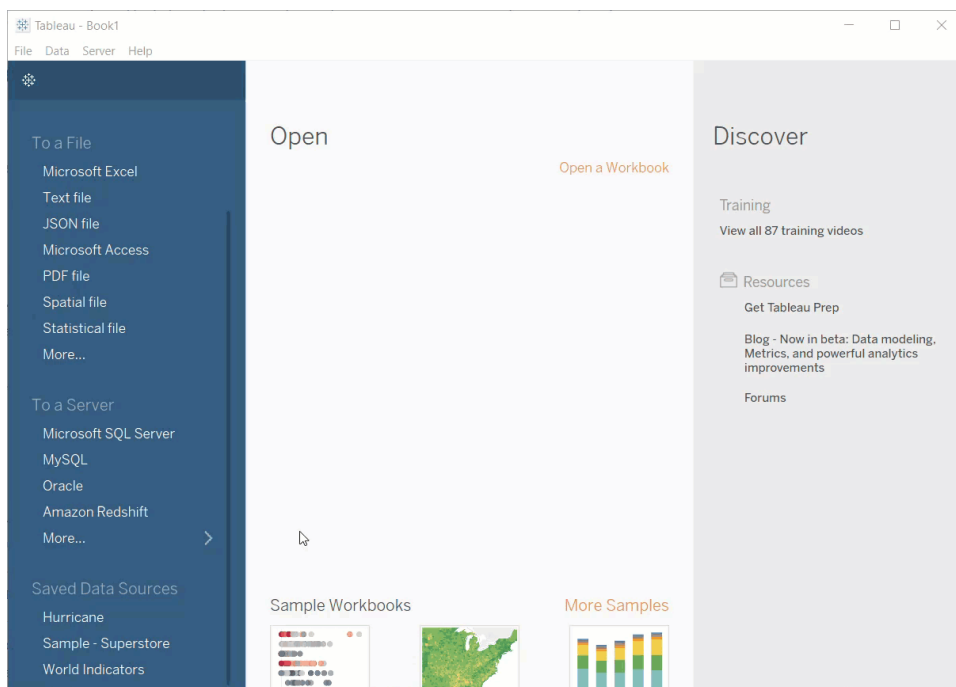 Tableau - Book1
File Data Server Help
To a File
Microsoft Excel
Text file
JSON file
Microsoft Access
PDF file
Spatial file
Statistical file
More...
To a Server
Microsoft SQL Server
MySQL
Oracle
Amazon Redshift
More...
Saved Data Sources
Hurricane
Sample - Superstore
World Indicators
Open
Open a Workbook
Sample Workbooks
More Samples
Discover
Training
View all 87 training videos
Resources
Get Tableau Prep
Blog - Now in beta: Data modeling,
Metrics, and powerful analytics
improvements
Forums